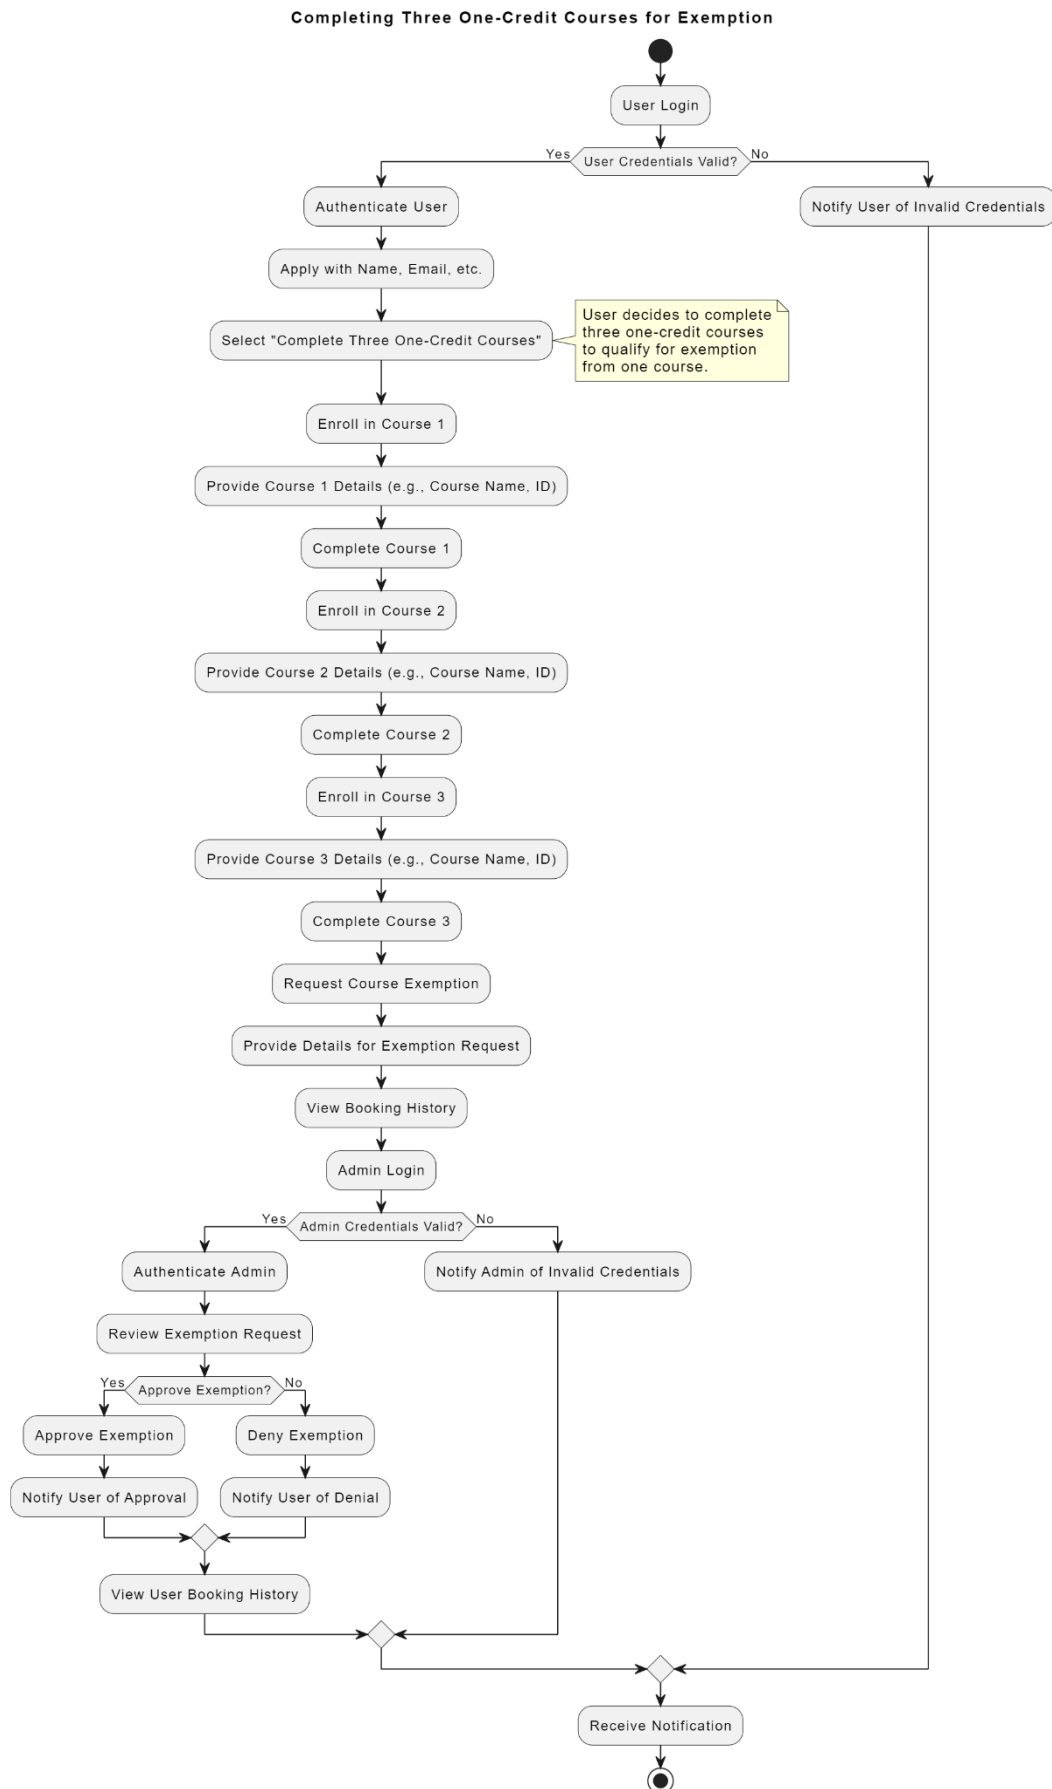 Completing Three One-Credit Courses for Exemption
User Login
Yes
User Credentials Valid?
No
Authenticate User
Notify User of Invalid Credentials
Apply with Name, Email, etc.
Select "Complete Three One-Credit Courses"
User decides to complete
three one-credit courses
to qualify for exemption
from one course.
Enroll in Course 1
Provide Course 1 Details (e.g., Course Name, ID)
Complete Course 1
Enroll in Course 2
Provide Course 2 Details (e.g., Course Name, ID)
Complete Course 2
Enroll in Course 3
Provide Course 3 Details (e.g., Course Name, ID)
Complete Course 3
Request Course Exemption
Provide Details for Exemption Request
View Booking History
Admin Login
Yes
Admin Credentials Valid?
No
Authenticate Admin
Notify Admin of Invalid Credentials
Review Exemption Request
Yes
Approve Exemption?
No
Approve Exemption
Deny Exemption
Notify User of Approval
Notify User of Denial
View User Booking History
Receive Notification